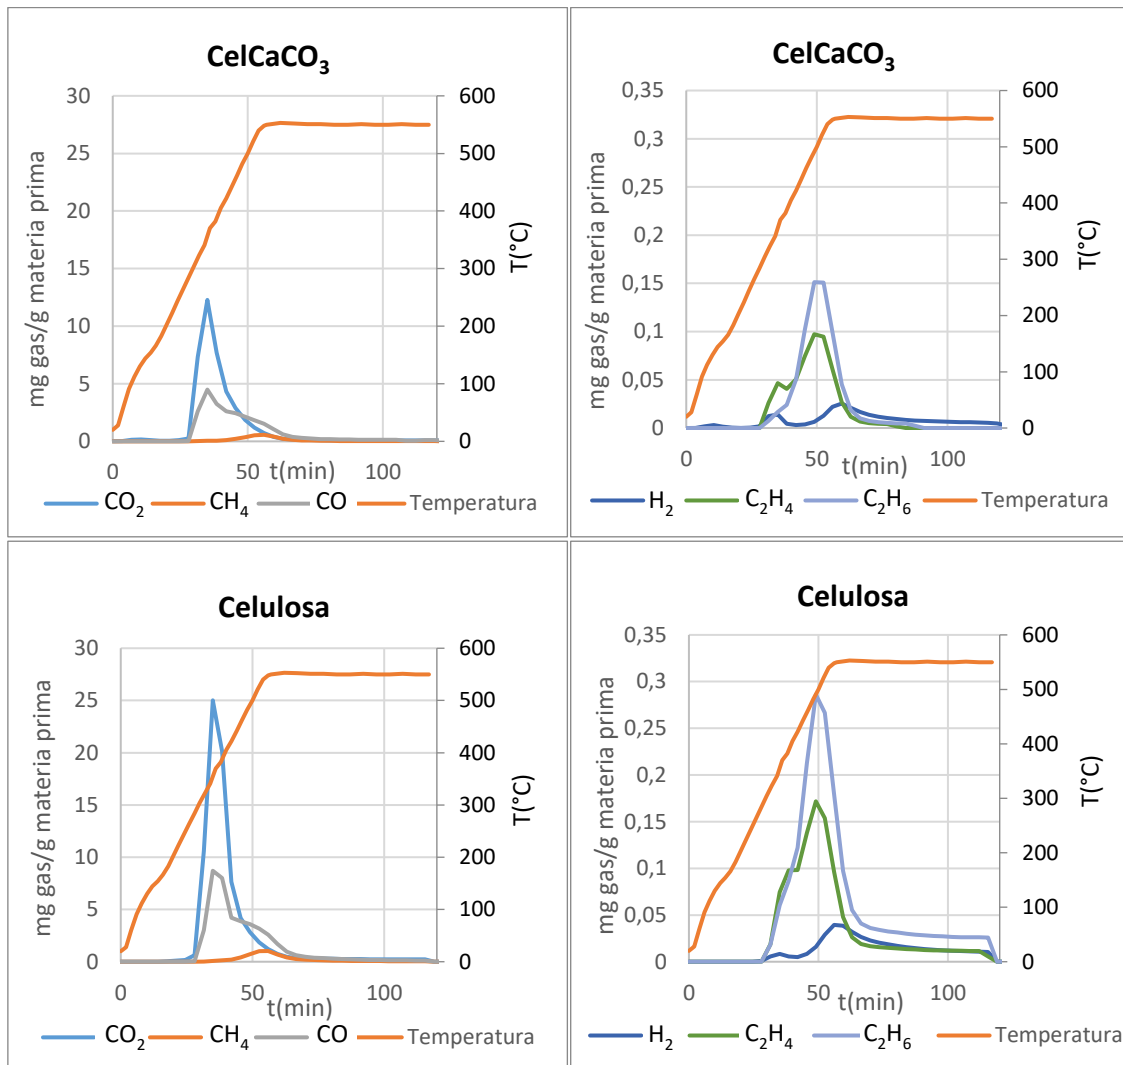 CelCaCO₃
30
25
20
15
10
5
0
600
500
400
300
200
100
0
0 50 100
mg gas/g materia prima
T(°C)
t(min)
CO₂ CH₄ CO Temperatura
CelCaCO₃
0,35
0,3
0,25
0,2
0,15
0,1
0,05
0
600
500
400
300
200
100
0
0 50 100
mg gas/g materia prima
T(°C)
t(min)
H₂ C₂H₄ C₂H₆ Temperatura
Celulosa
30
25
20
15
10
5
0
600
500
400
300
200
100
0
0 50 100
mg gas/g materia prima
T(°C)
t(min)
CO₂ CH₄ CO Temperatura
Celulosa
0,35
0,3
0,25
0,2
0,15
0,1
0,05
0
600
500
400
300
200
100
0
0 50 100
mg gas/g materia prima
T(°C)
t(min)
H₂ C₂H₄ C₂H₆ Temperatura